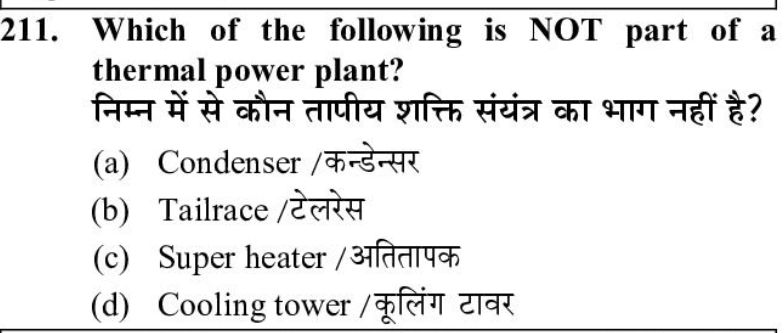 211. Which of the following is NOT part of a
thermal power plant?
निम्न में से कौन तापीय शक्ति संयंत्र का भाग नहीं है?
(a) Condenser /कन्डेन्सर
(b) Tailrace /टेलरेस
(c) Super heater /अतितापक
(d) Cooling tower /कूलिंग टावर